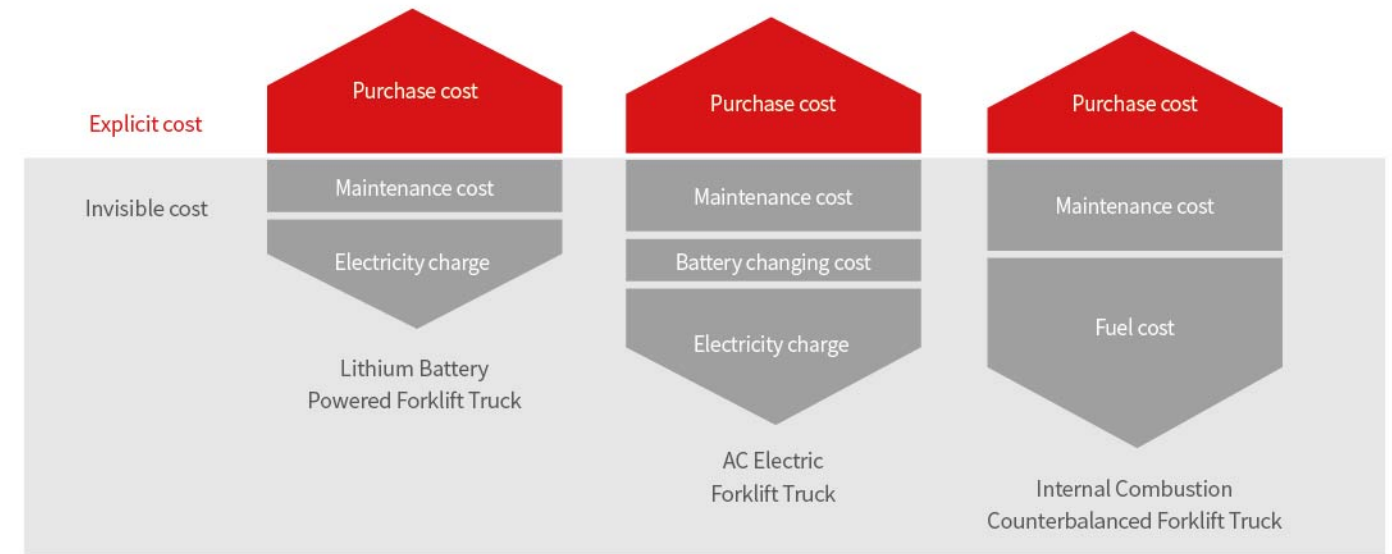 Explicit cost
Invisible cost
Purchase cost
Maintenance cost
Electricity charge
Lithium Battery
Powered Forklift Truck
Purchase cost
Maintenance cost
Battery changing cost
Electricity charge
AC Electric
Forklift Truck
Purchase cost
Maintenance cost
Fuel cost
Internal Combustion
Counterbalanced Forklift Truck